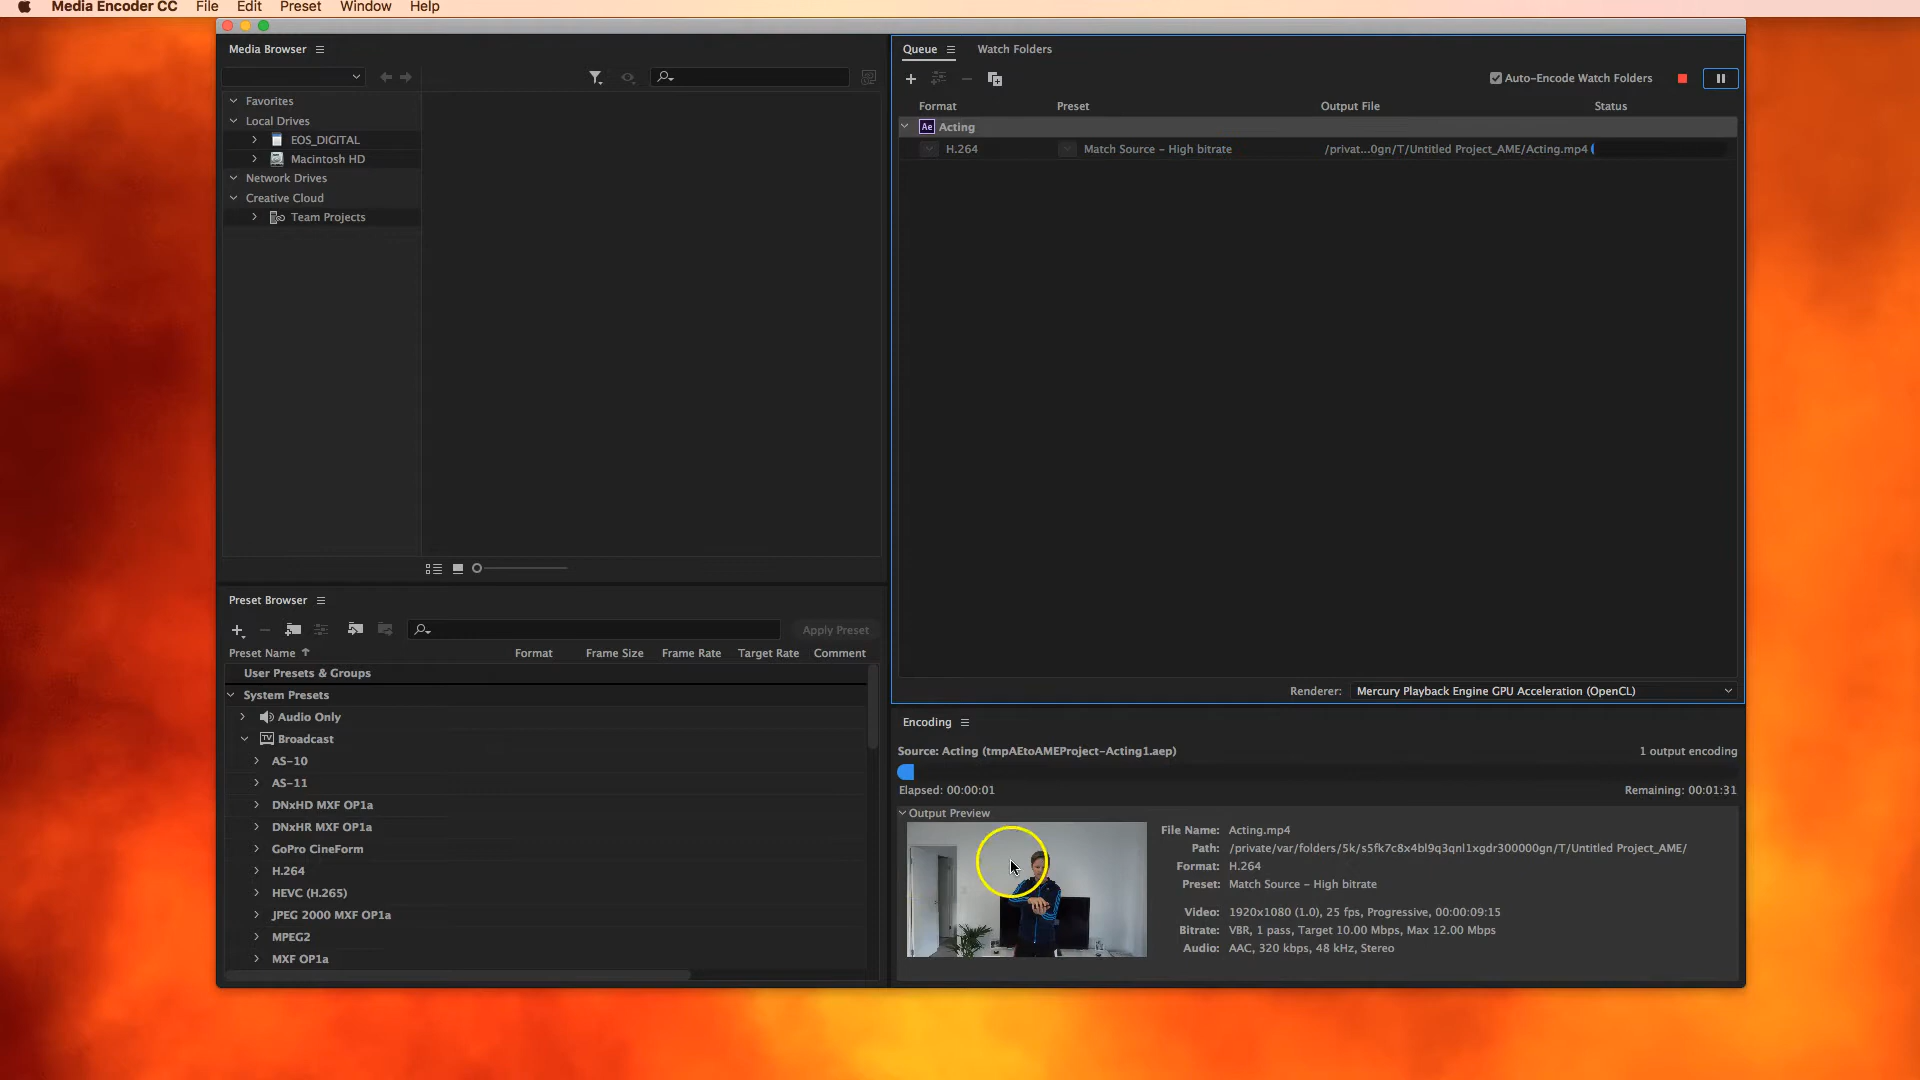 Media Encoder CC File Edit Preset Window Help
Media Browser
Favorites
Local Drives
EOS_DIGITAL
Macintosh HD
Network Drives
Creative Cloud
Team Projects
Queue Watch Folders
Auto-Encode Watch Folders
Format Preset Output File Status
Ae Acting
H.264 Match Source – High bitrate /privat...0gn/T/Untitled Project_AME/Acting.mp4
Renderer: Mercury Playback Engine GPU Acceleration (OpenCL)
Preset Browser
Apply Preset
Preset Name Format Frame Size Frame Rate Target Rate Comment
User Presets & Groups
System Presets
Audio Only
TV Broadcast
AS-10
AS-11
DNxHD MXF OP1a
DNxHR MXF OP1a
GoPro CineForm
H.264
HEVC (H.265)
JPEG 2000 MXF OP1a
MPEG2
MXF OP1a
Encoding
Source: Acting (tmpAEtoAMEProject-Acting1.aep) 1 output encoding
Elapsed: 00:00:01 Remaining: 00:01:31
Output Preview
File Name: Acting.mp4
Path: /private/var/folders/5k/s5fk7c8x4bl9q3qnl1xgdr300000gn/T/Untitled Project_AME/
Format: H.264
Preset: Match Source – High bitrate
Video: 1920x1080 (1.0), 25 fps, Progressive, 00:00:09:15
Bitrate: VBR, 1 pass, Target 10.00 Mbps, Max 12.00 Mbps
Audio: AAC, 320 kbps, 48 kHz, Stereo